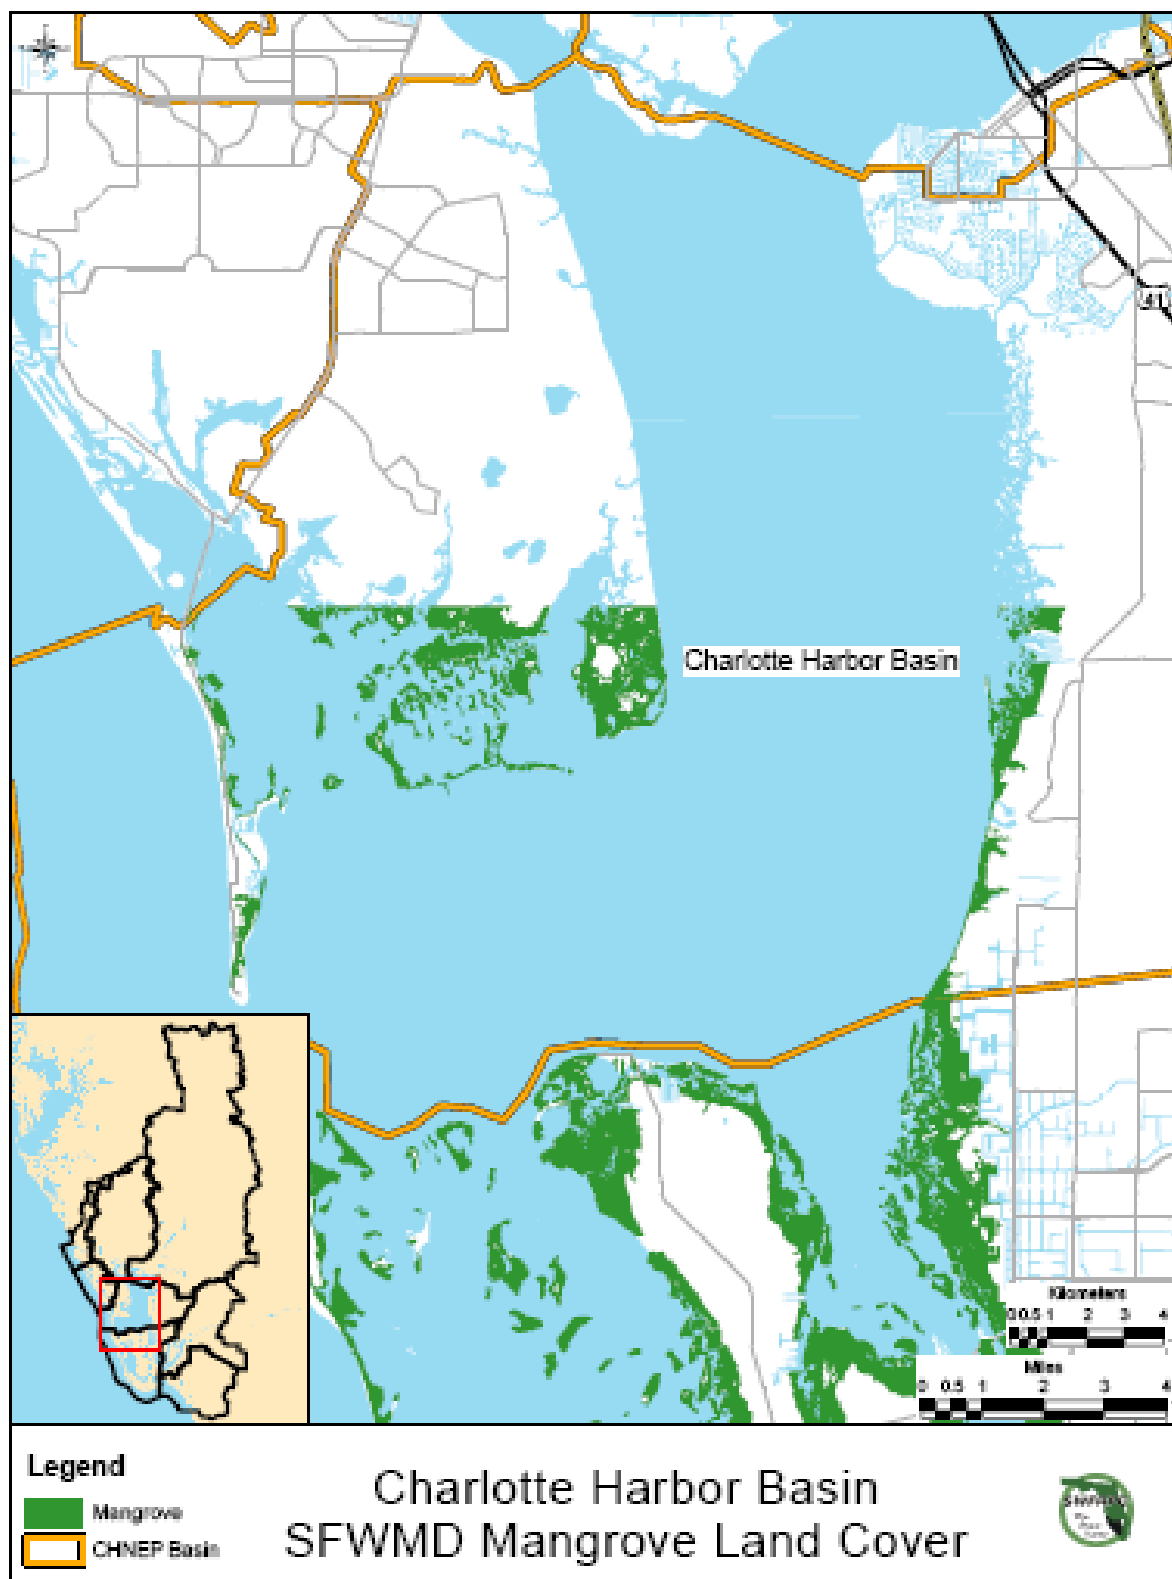 41
Charlotte Harbor Basin
Kilometers
0 0.5 1 2 3 4
Miles
0 0.5 1 2 3 4
Legend
Mangrove
CHNEP Basin
Charlotte Harbor Basin
SFWMD Mangrove Land Cover